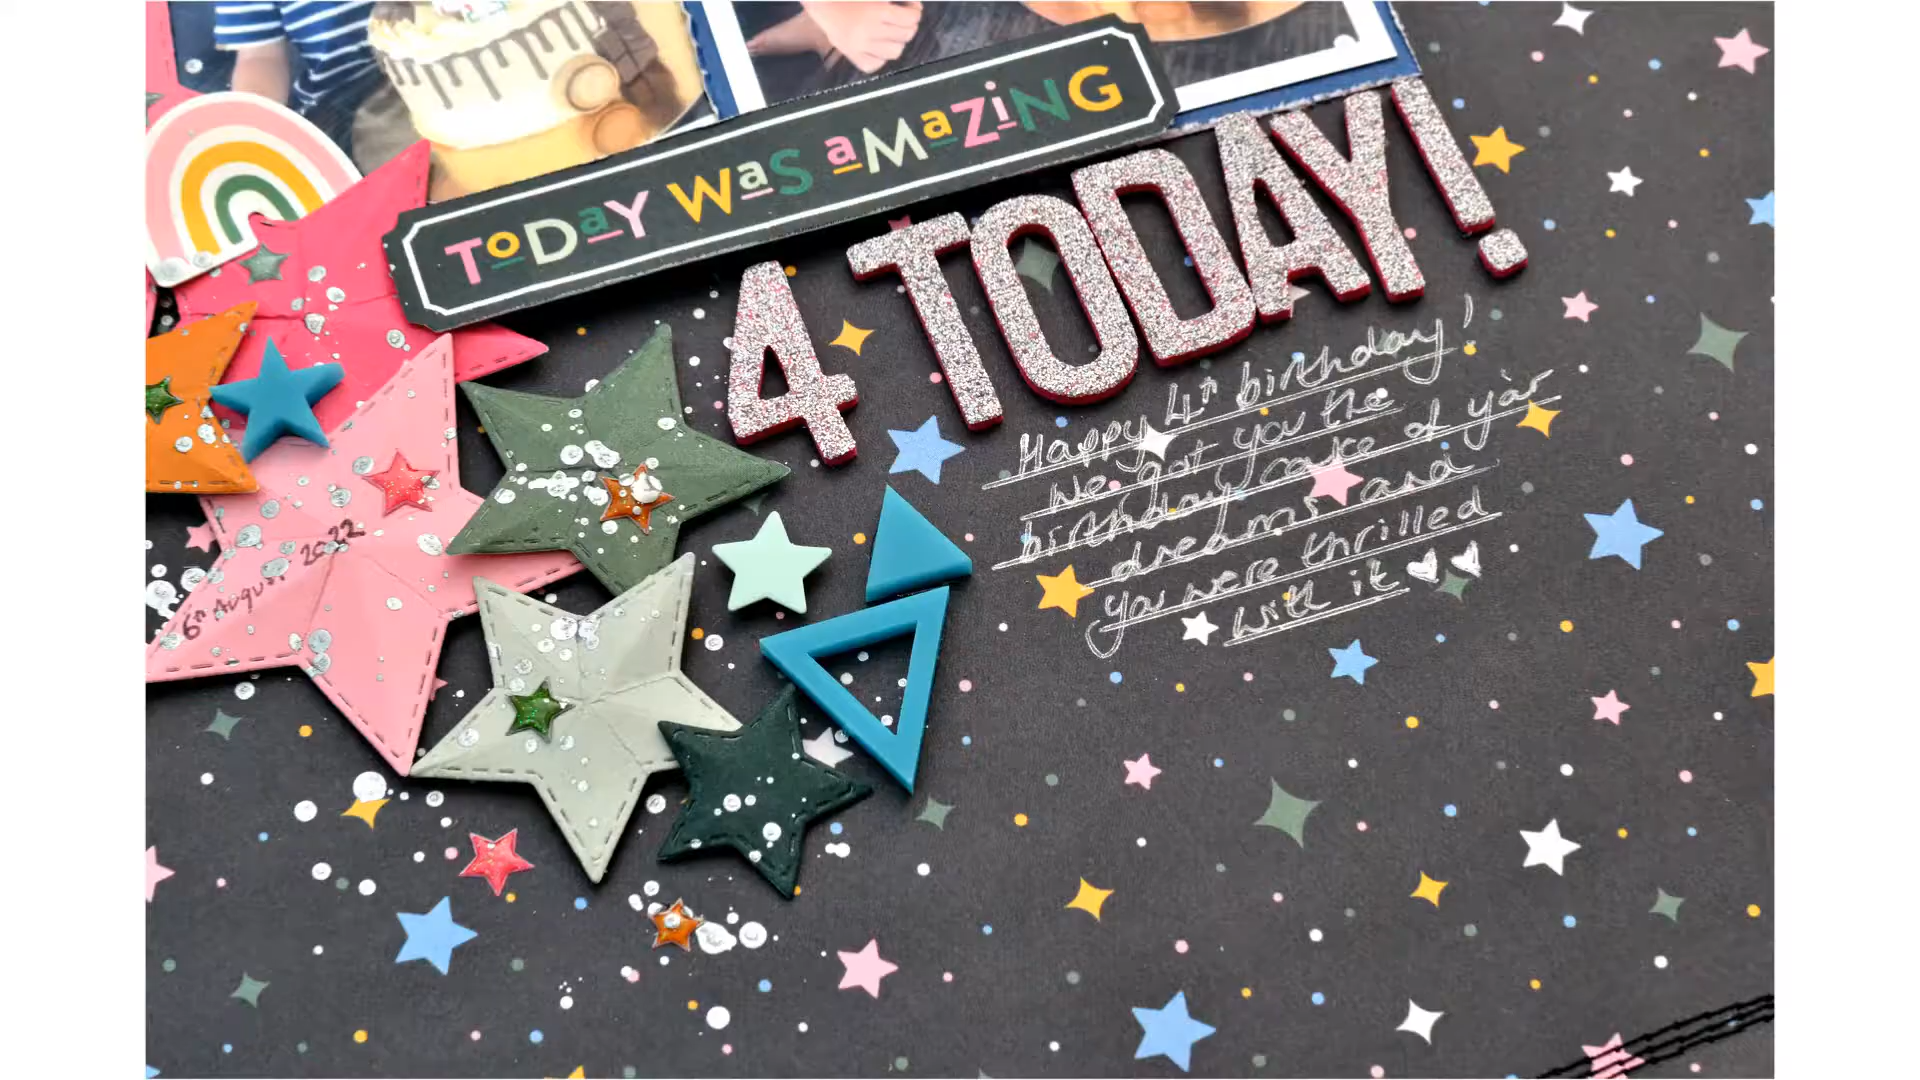 ToDaY WaS aMaZiNG
4 TODAY!
Happy 4th birthday!
We got you the
birthday cake of yor
dreams and
you were thrilled
with it
6th August 2022